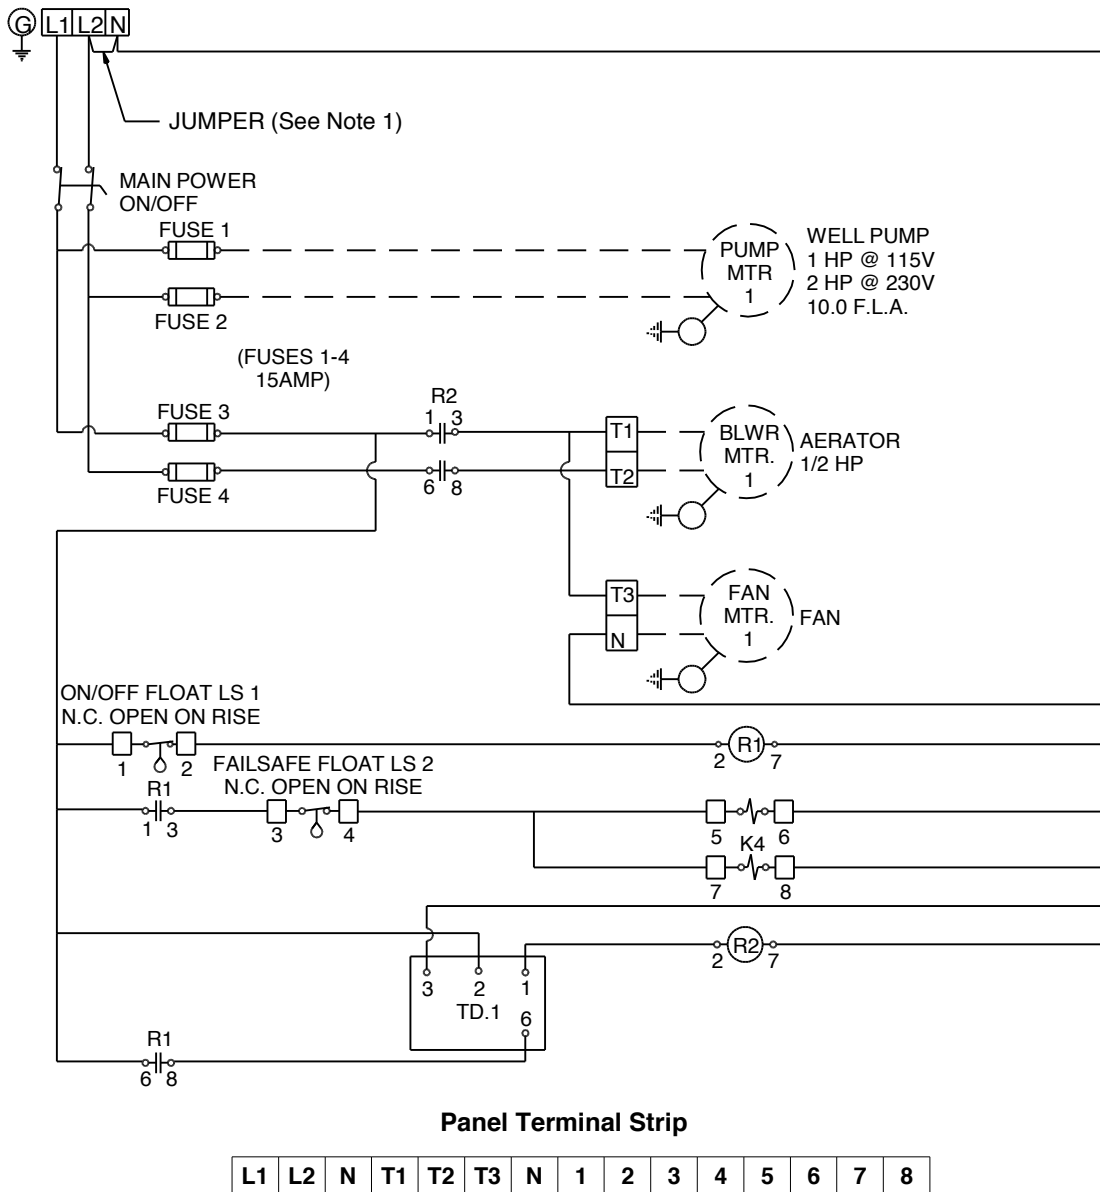 G L1 L2 N
JUMPER (See Note 1)
MAIN POWER
ON/OFF
FUSE 1
FUSE 2
PUMP
MTR
1
WELL PUMP
1 HP @ 115V
2 HP @ 230V
10.0 F.L.A.
(FUSES 1-4
15AMP)
R2
1 3
FUSE 3
T1
BLWR
MTR.
1
AERATOR
1/2 HP
T2
6 8
FUSE 4
T3
N
FAN
MTR.
1
FAN
ON/OFF FLOAT LS 1
N.C. OPEN ON RISE
1 2
R1
2 7
FAILSAFE FLOAT LS 2
N.C. OPEN ON RISE
R1
1 3
3 4
5 6
K4
7 8
R2
2 7
3 2 1
TD.1
6
R1
6 8
Panel Terminal Strip
L1 L2 N T1 T2 T3 N 1 2 3 4 5 6 7 8